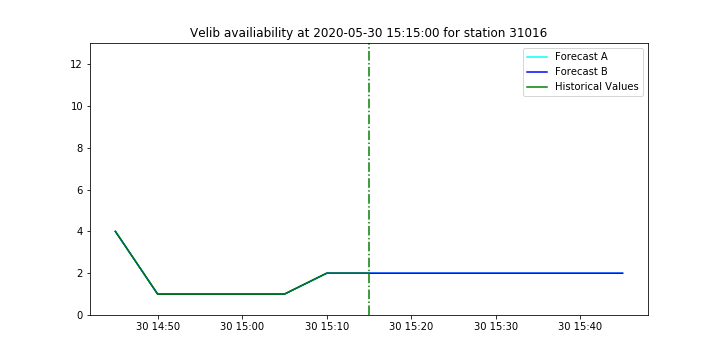 Velib availiability at 2020-05-30 15:15:00 for station 31016
Forecast A
Forecast B
Historical Values
12
10
8
6
4
2
0
30 14:50 30 15:00 30 15:10 30 15:20 30 15:30 30 15:40